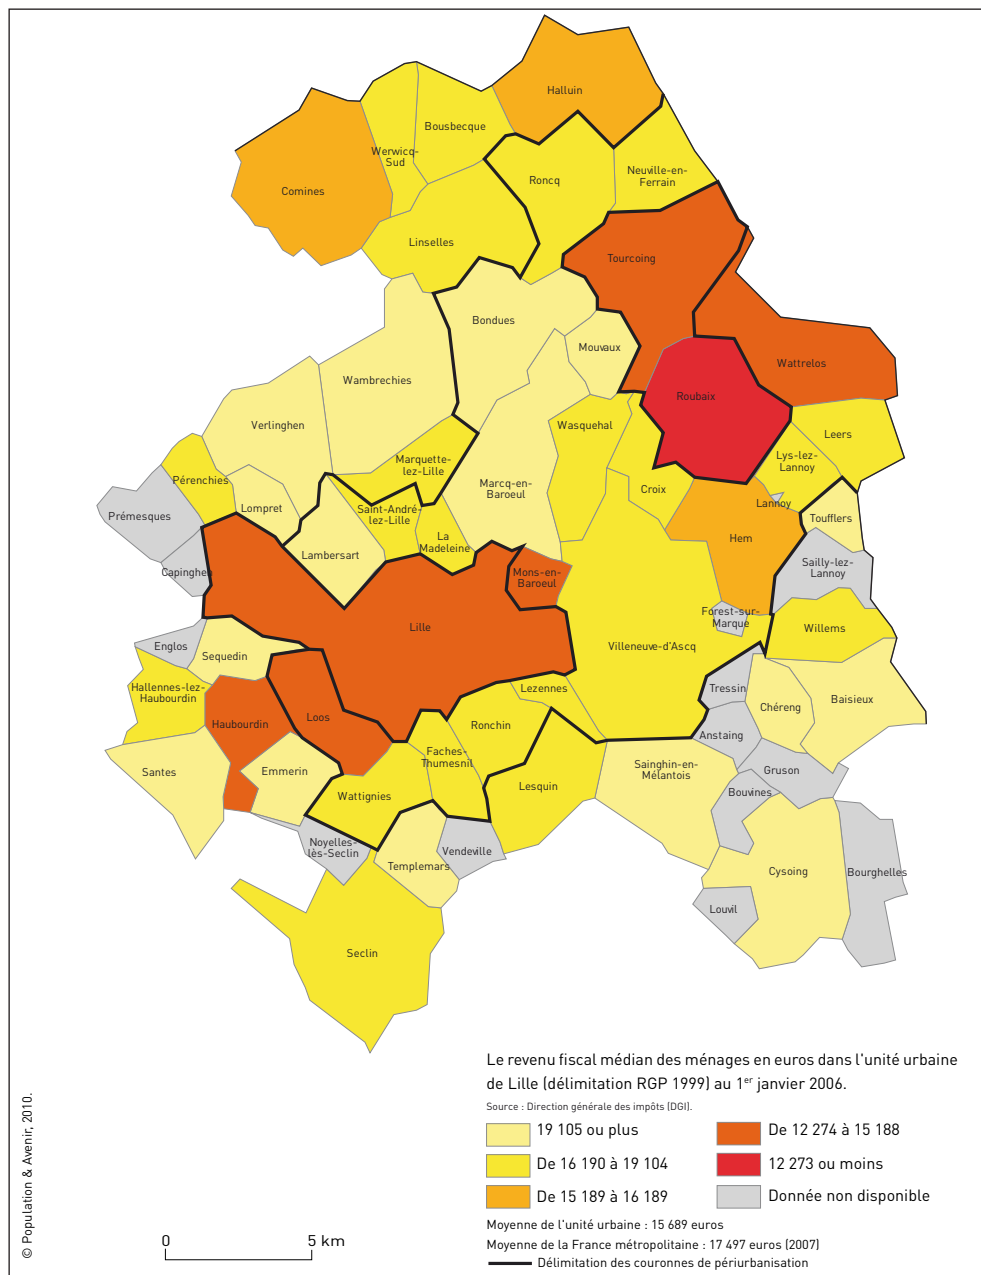 Halluin
Bousbecque
Werwicq-
Sud
Comines
Roncq
Neuville-en-
Ferrain
Linselles
Tourcoing
Bondues
Mouvaux
Wattrelos
Wambrechies
Roubaix
Verlinghen
Wasquehal
Leers
Marquette-
lez-Lille
Lys-lez-
Lannoy
Pérenchies
Marcq-en-
Baroeul
Croix
Lannoy
Prémesques
Lompret
Saint-André-
lez-Lille
Toufflers
La
Madeleine
Hem
Lambersart
Capinghem
Mons-en-
Baroeul
Sailly-lez-
Lannoy
Forest-sur-
Marque
Lille
Willems
Englos
Sequedin
Villeneuve-d'Ascq
Hallennes-lez-
Haubourdin
Lezennes
Tressin
Baisieux
Chéreng
Haubourdin
Loos
Ronchin
Anstaing
Faches-
Thumesnil
Santes
Emmerin
Sainghin-en-
Mélantois
Gruson
Wattignies
Lesquin
Bouvines
Noyelles-
lès-Seclin
Vendeville
Templemars
Cysoing
Bourghelles
Louvil
Seclin
Le revenu fiscal médian des ménages en euros dans l'unité urbaine
de Lille (délimitation RGP 1999) au 1er janvier 2006.
Source : Direction générale des impôts (DGI).
19 105 ou plus
De 16 190 à 19 104
De 15 189 à 16 189
De 12 274 à 15 188
12 273 ou moins
Donnée non disponible
Moyenne de l'unité urbaine : 15 689 euros
Moyenne de la France métropolitaine : 17 497 euros (2007)
Délimitation des couronnes de périurbanisation
0 5 km
© Population & Avenir, 2010.